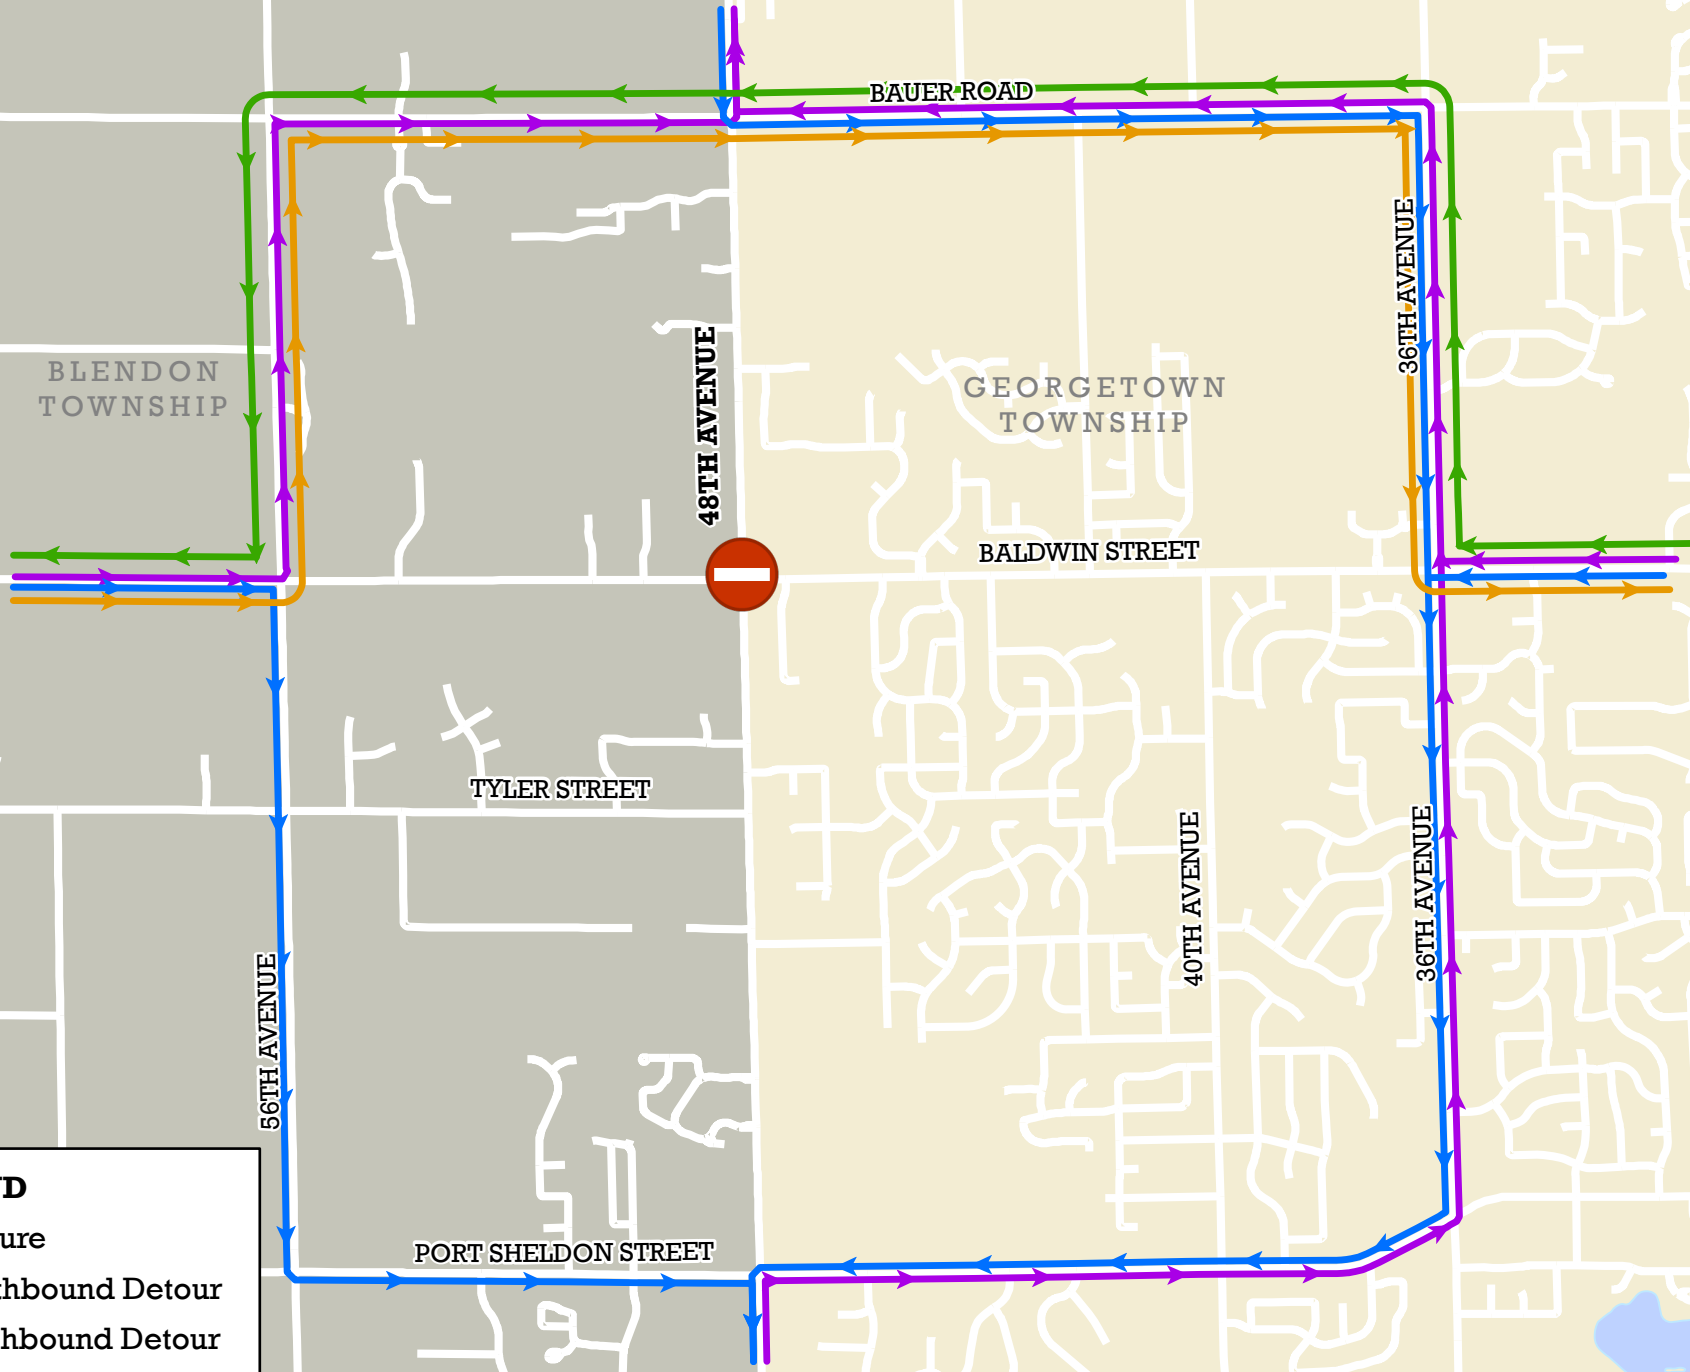 BAUER ROAD
36TH AVENUE
BLENDON
TOWNSHIP
48TH AVENUE
GEORGETOWN
TOWNSHIP
BALDWIN STREET
TYLER STREET
40TH AVENUE
36TH AVENUE
56TH AVENUE
PORT SHELDON STREET
D
ure
thbound Detour
hbound Detour